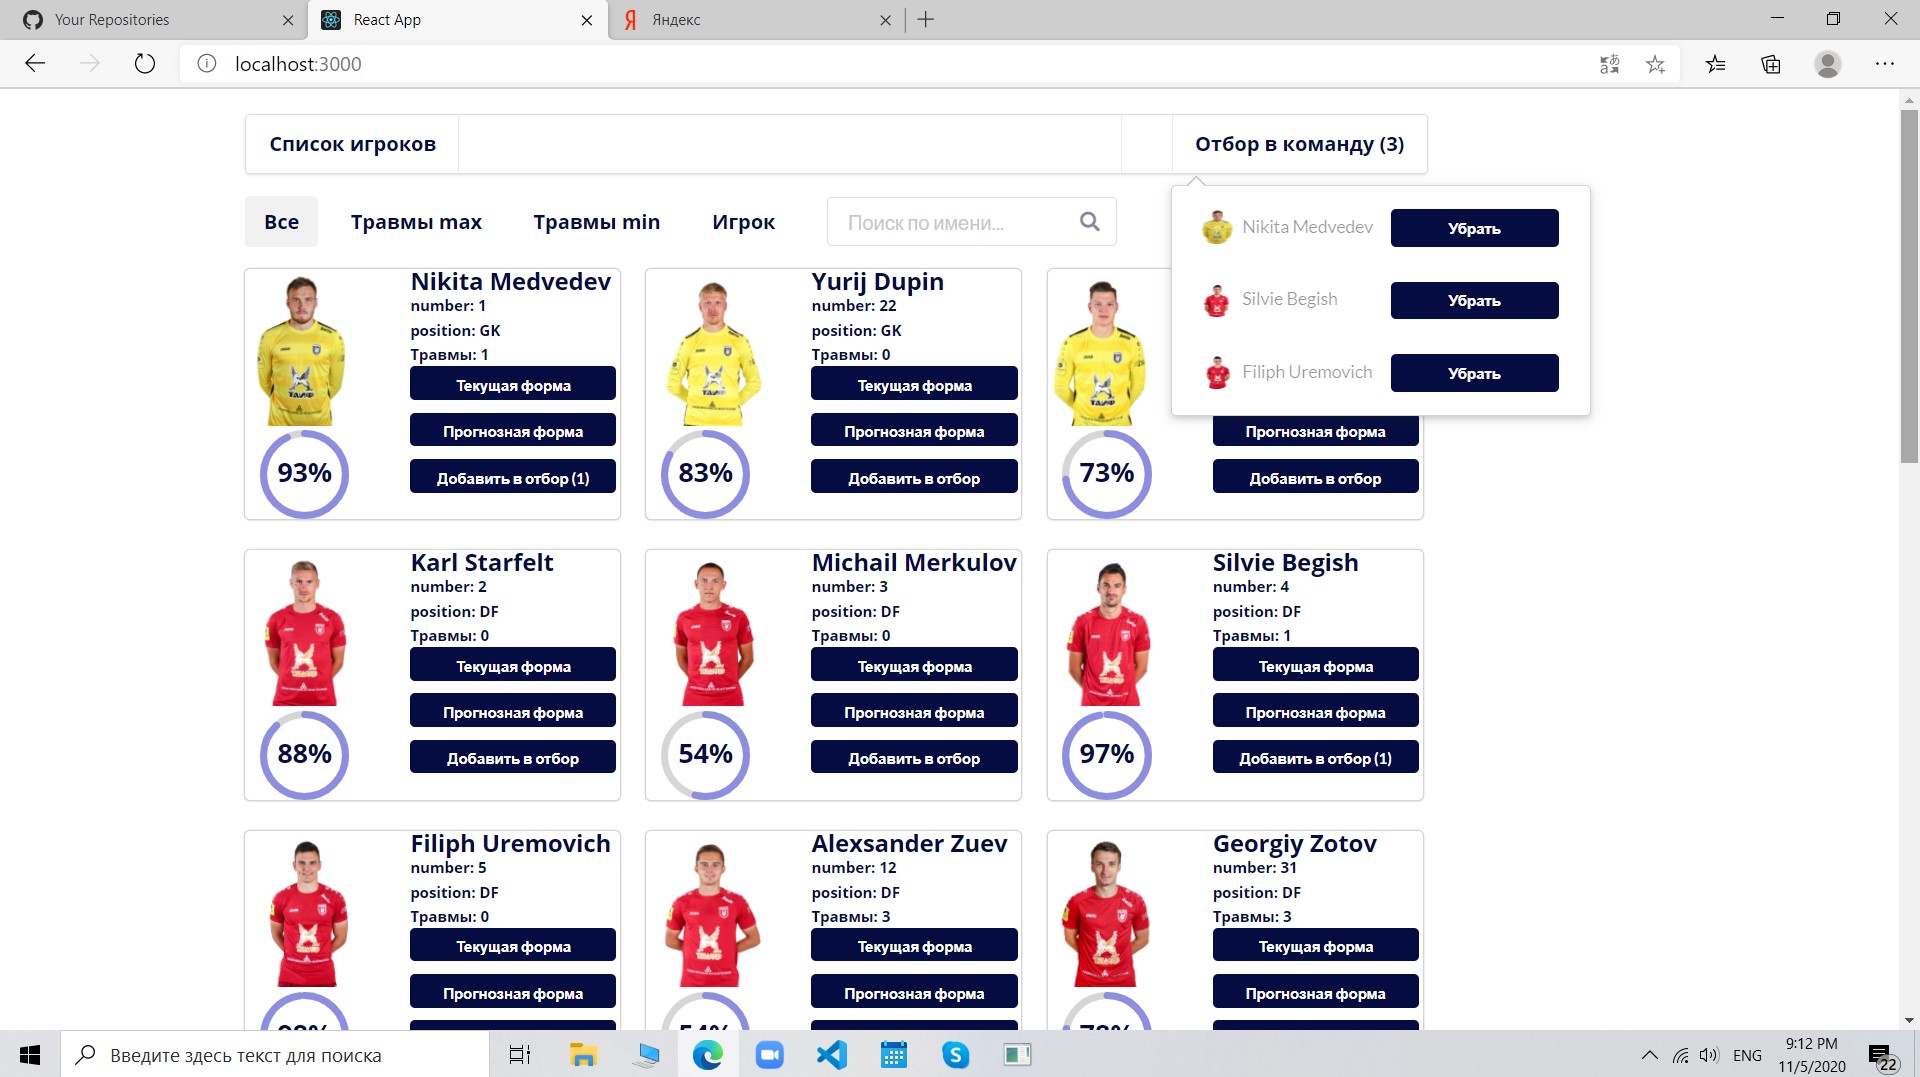 Your Repositories
React App
Яндекс
localhost:3000
Список игроков
Отбор в команду (3)
Все
Травмы max
Травмы min
Игрок
Поиск по имени...
Nikita Medvedev
Убрать
Silvie Begish
Убрать
Filiph Uremovich
Убрать
Nikita Medvedev
number: 1
position: GK
Травмы: 1
Текущая форма
Прогнозная форма
Добавить в отбор (1)
93%
Yurij Dupin
number: 22
position: GK
Травмы: 0
Текущая форма
Прогнозная форма
Добавить в отбор
83%
Прогнозная форма
Добавить в отбор
73%
Karl Starfelt
number: 2
position: DF
Травмы: 0
Текущая форма
Прогнозная форма
Добавить в отбор
88%
Michail Merkulov
number: 3
position: DF
Травмы: 0
Текущая форма
Прогнозная форма
Добавить в отбор
54%
Silvie Begish
number: 4
position: DF
Травмы: 1
Текущая форма
Прогнозная форма
Добавить в отбор (1)
97%
Filiph Uremovich
number: 5
position: DF
Травмы: 0
Текущая форма
Прогнозная форма
Alexsander Zuev
number: 12
position: DF
Травмы: 3
Текущая форма
Прогнозная форма
Georgiy Zotov
number: 31
position: DF
Травмы: 3
Текущая форма
Прогнозная форма
Введите здесь текст для поиска
ENG
9:12 PM
11/5/2020
22